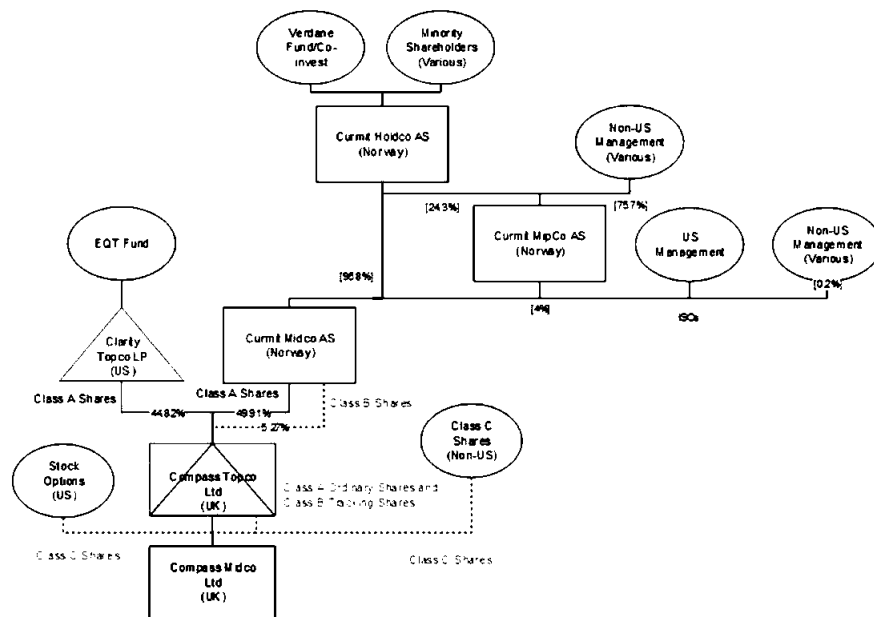 Verdane
Fund/Co-
invest
Minority
Shareholders
(Various)
Curmit Holdco AS
(Norway)
Non-US
Management
(Various)
[24.3%]
[75.7%]
EQT Fund
Curmit MipCo AS
(Norway)
US
Management
Non-US
Management
(Various)
[95.8%]
[0.2%]
[4%]
ISOs
Clarity
Topco LP
(US)
Curmit Midco AS
(Norway)
Class A Shares
Class A Shares
Class B Shares
44.82%
49.91%
5.27%
Class C
Shares
(Non-US)
Stock
Options
(US)
Compass Topco
Ltd
(UK)
Class A Ordinary Shares and
Class B Tracking Shares
Class C Shares
Class C Shares
Compass Midco
Ltd
(UK)